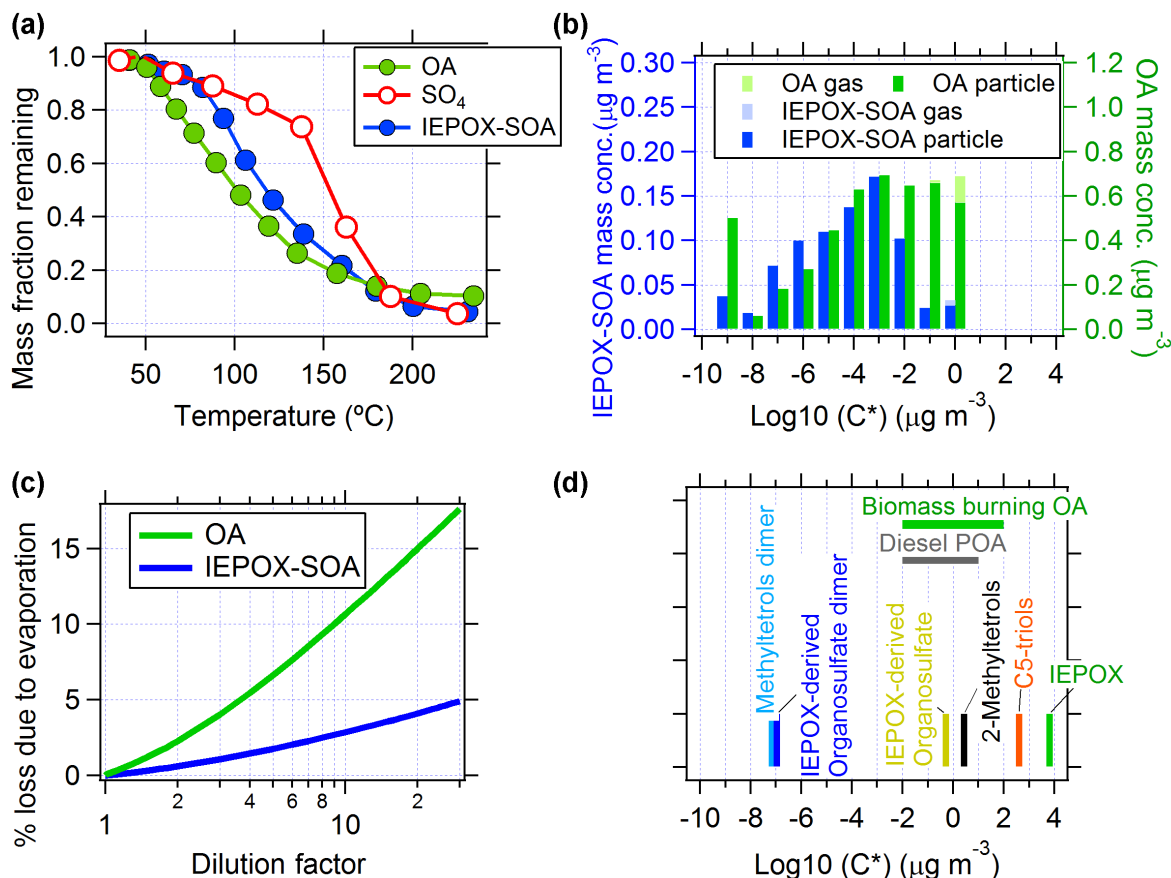 (a)
Mass fraction remaining
1.0
0.8
0.6
0.4
0.2
0.0
OA
SO4
IEPOX-SOA
50
100
150
200
Temperature (ºC)
(b)
IEPOX-SOA mass conc.(μg m-3)
0.30
0.25
0.20
0.15
0.10
0.05
0.00
OA gas
OA particle
IEPOX-SOA gas
IEPOX-SOA particle
1.2
1.0
0.8
0.6
0.4
0.2
0.0
OA mass conc. (μg m-3)
-10
-8
-6
-4
-2
0
2
4
Log10 (C*) (μg m-3)
(c)
% loss due to evaporation
15
10
5
0
OA
IEPOX-SOA
1
2
4
6
8
10
2
Dilution factor
(d)
Biomass burning OA
Diesel POA
Methyltetrols dimer
IEPOX-derived
Organosulfate dimer
IEPOX-derived
Organosulfate
2-Methyltetrols
C5-triols
IEPOX
-10
-8
-6
-4
-2
0
2
4
Log10 (C*) (μg m-3)